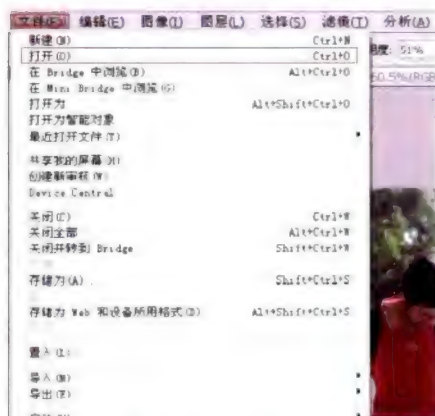 文件(F) 编辑(E) 图像(I) 图层(L) 选择(S) 滤镜(T) 分析(A)
新建(N) Ctrl+N
打开(O) Ctrl+O 51%
在 Bridge 中浏览(B) Alt+Ctrl+O
在 Mini Bridge 中浏览(G) 50.5%(RGB
打开为 Alt+Shift+Ctrl+O
打开为智能对象
最近打开文件(T)
共享我的屏幕(H)
创建新审核(W)
Device Central
关闭(C) Ctrl+W
关闭全部 Alt+Ctrl+W
关闭并转到 Bridge Shift+Ctrl+W
存储为(A) Shift+Ctrl+S
存储为 Web 和设备所用格式(D) Alt+Shift+Ctrl+S
置入(L)
导入(M)
导出(E)